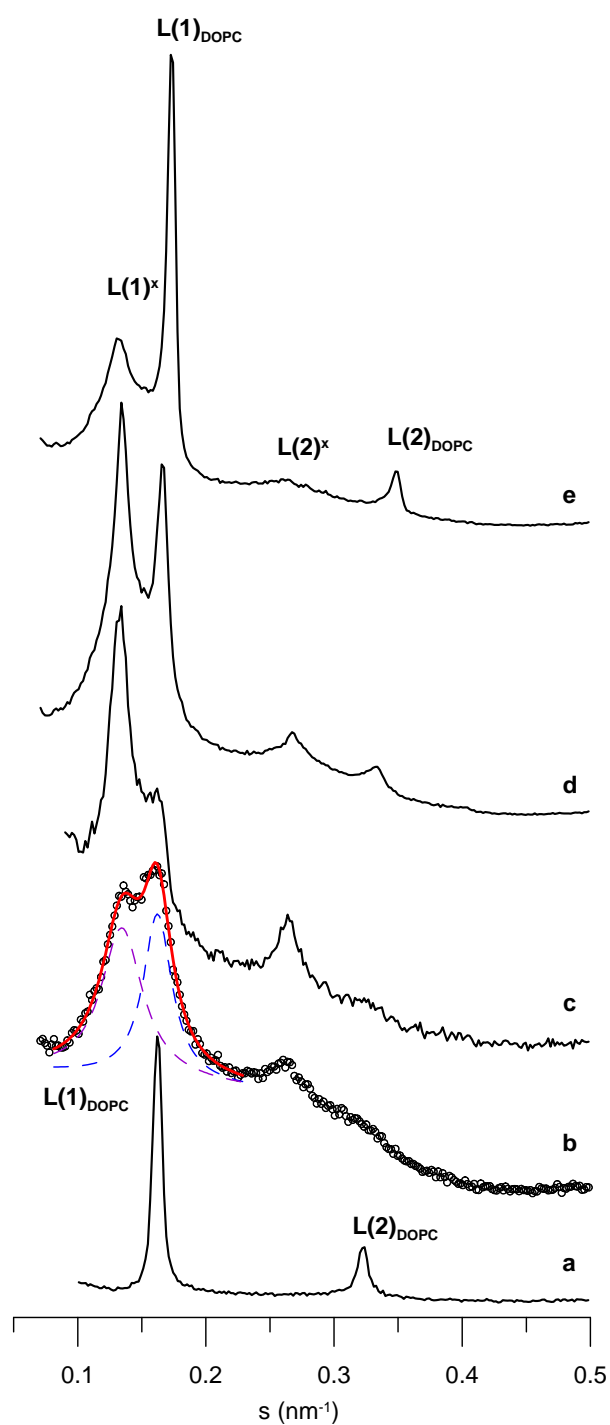 L(1)DOPC
L(1)x
L(2)x
L(2)DOPC
e
d
c
L(1)DOPC
b
L(2)DOPC
a
0.1 0.2 0.3 0.4 0.5
s (nm-1)